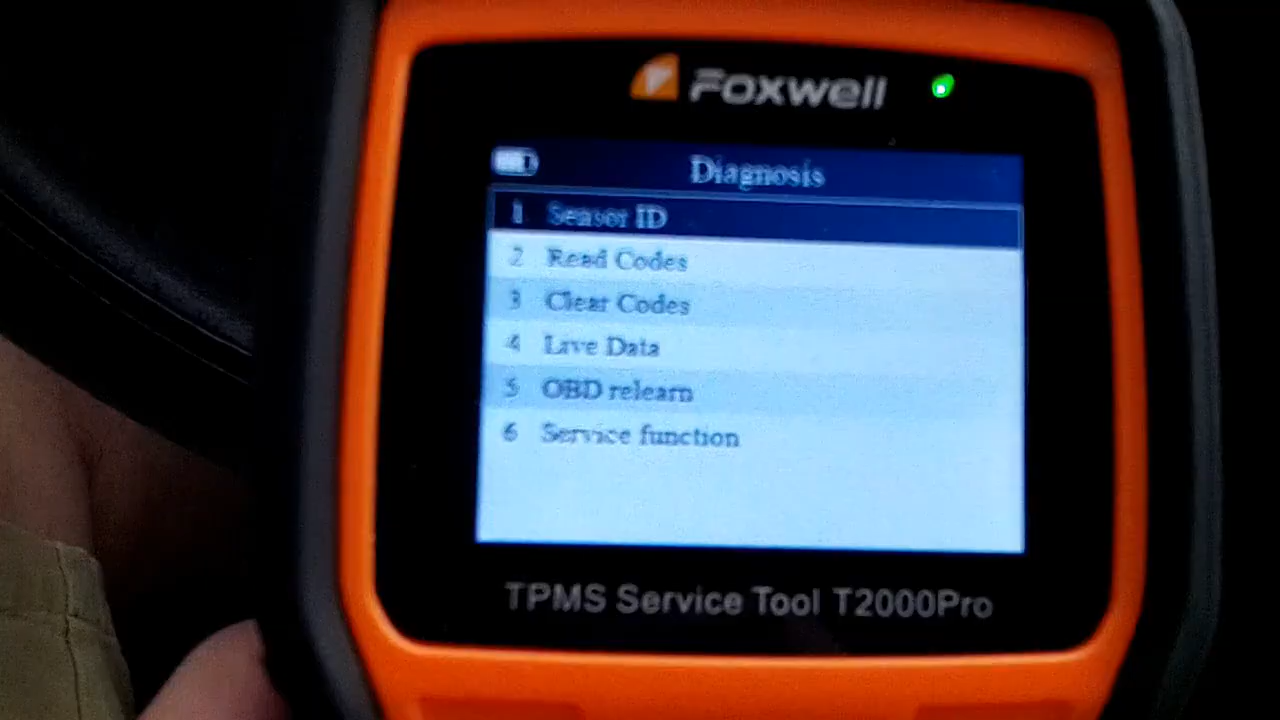 Foxwell
Diagnosis
1 Sensor ID
2 Read Codes
3 Clear Codes
4 Live Data
5 OBD relearn
6 Service function
TPMS Service Tool T2000Pro